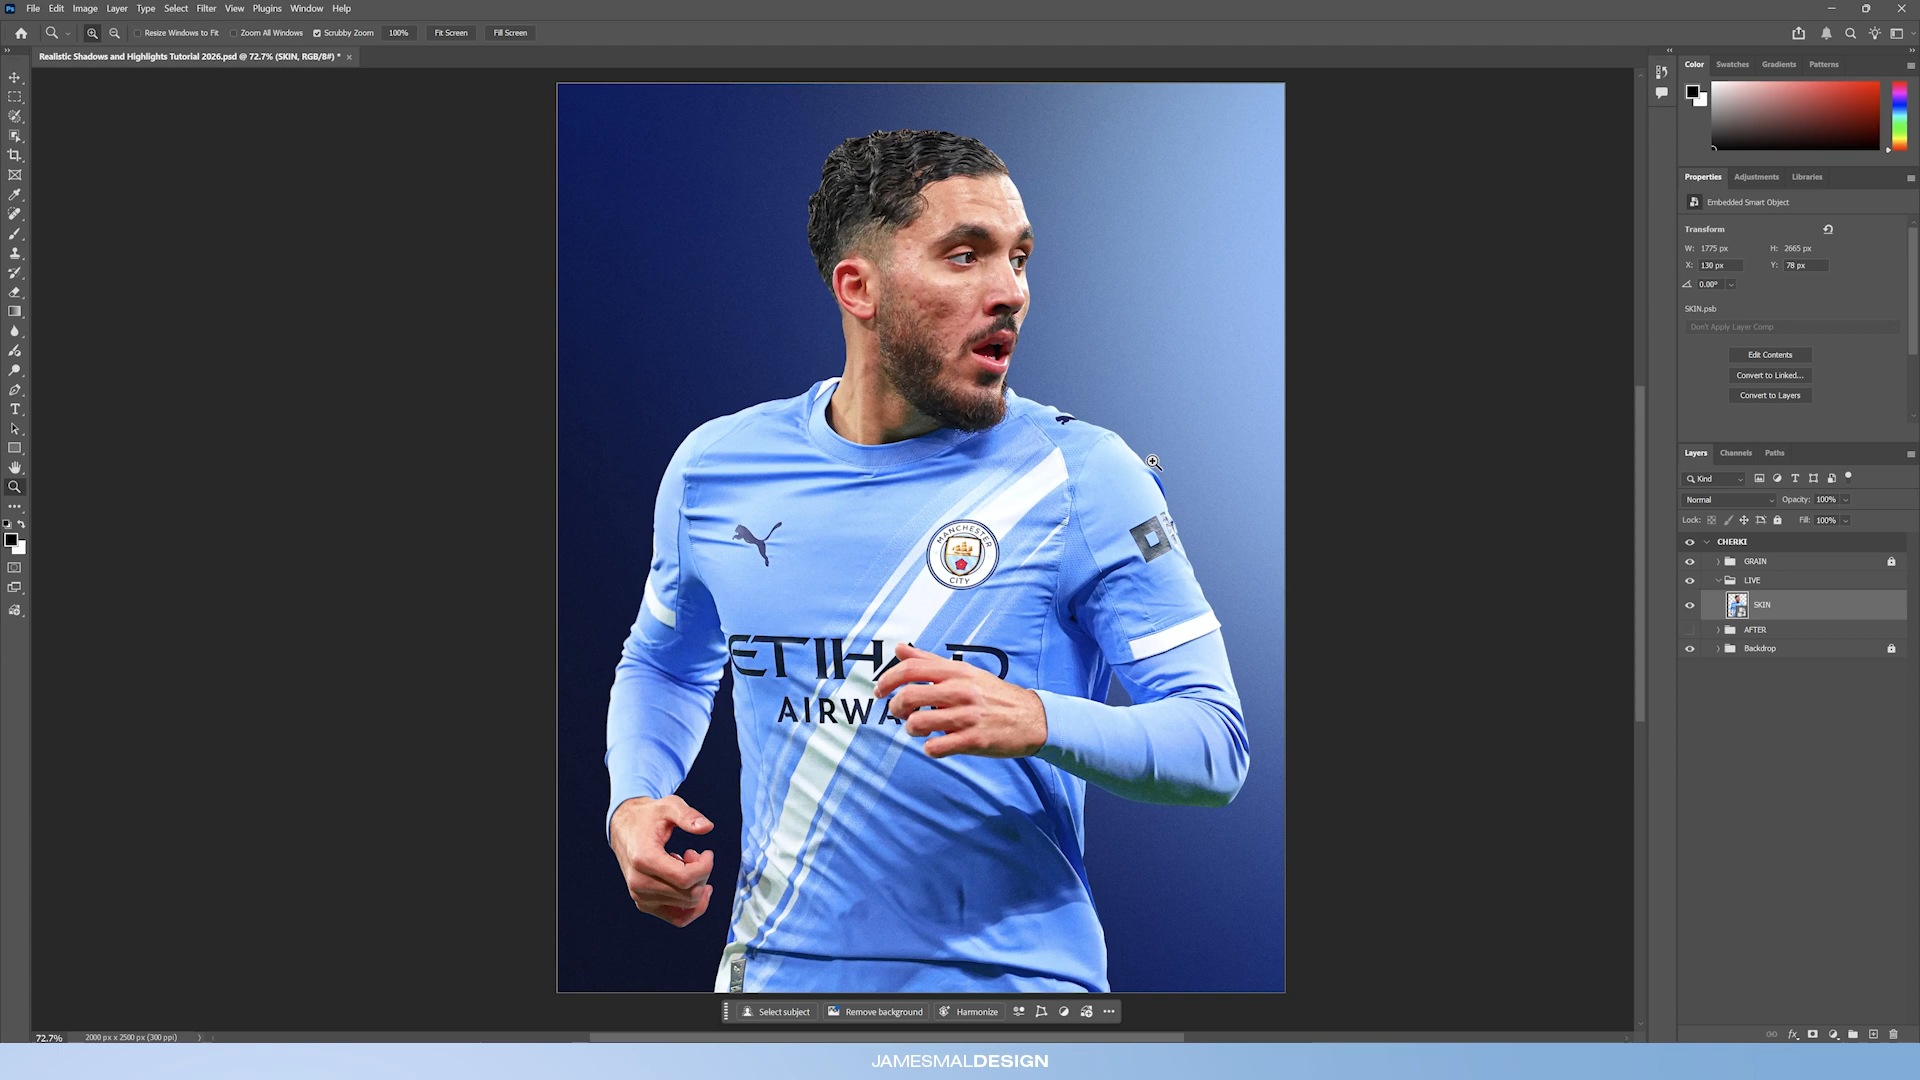 Ps File Edit Image Layer Type Select Filter View Plugins Window Help
Resize Windows to Fit Zoom All Windows Scrubby Zoom 100% Fit Screen Fill Screen
Realistic Shadows and Highlights Tutorial 2026.psd @ 72.7% (SKIN, RGB/8#) * ×
Color Swatches Gradients Patterns
Properties Adjustments Libraries
Embedded Smart Object
Transform
W: 1775 px H: 2665 px
X: 130 px Y: 78 px
0.00°
SKIN.psb
Don't Apply Layer Comp
Edit Contents
Convert to Linked...
Convert to Layers
Layers Channels Paths
Kind
Normal Opacity: 100%
Lock: Fill: 100%
CHERKI
GRAIN
LIVE
SKIN
AFTER
Backdrop
MANCHESTER
CITY
ETIHAD
AIRWA
Select subject Remove background Harmonize
72.7% 2000 px x 2500 px (300 ppi)
JAMESMALDESIGN